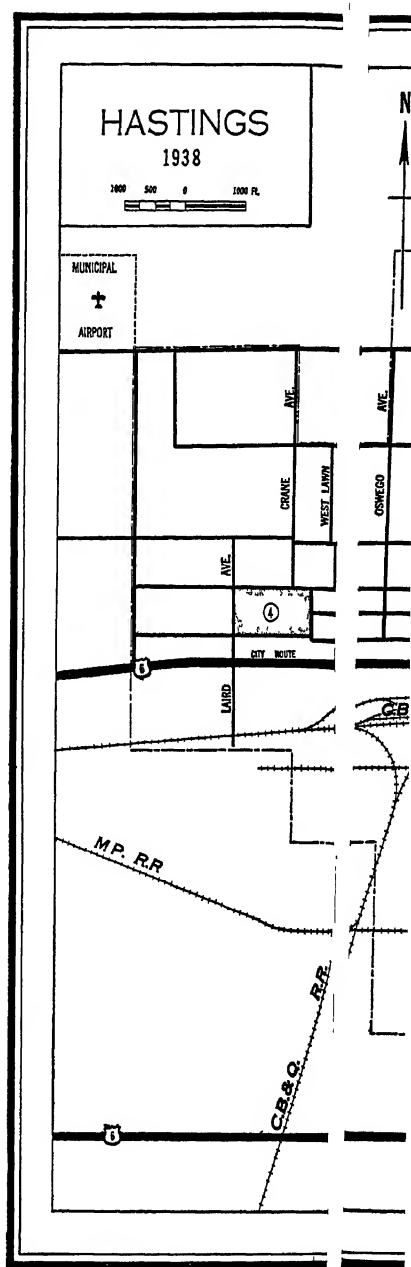 HASTINGS
1938
1000 500 0 1000 FT.
N
MUNICIPAL
AIRPORT
AVE.
AVE.
CRANE
WEST LAWN
OSWEGO
AVE.
4
CITY ROUTE
6
LAIRD
C.B
M.P. R.R
R.R.
C.B. & Q.
6